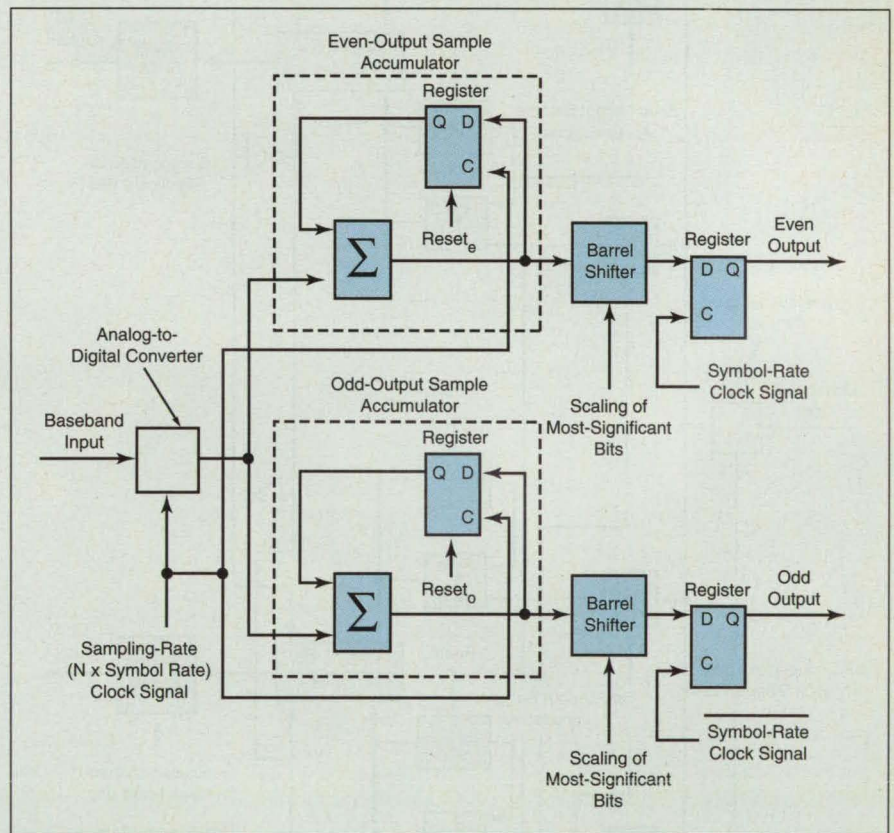 Even-Output Sample
Accumulator
Register
Q D
C
Reset e
Σ
Barrel
Shifter
Register
D Q
C
Even
Output
Symbol-Rate
Clock Signal
Scaling of
Most-Significant
Bits
Analog-to-
Digital Converter
Baseband
Input
Sampling-Rate
(N x Symbol Rate)
Clock Signal
Odd-Output Sample
Accumulator
Register
Q D
C
Reset o
Σ
Barrel
Shifter
Register
D Q
C
Odd
Output
Symbol-Rate
Clock Signal
Scaling of
Most-Significant
Bits